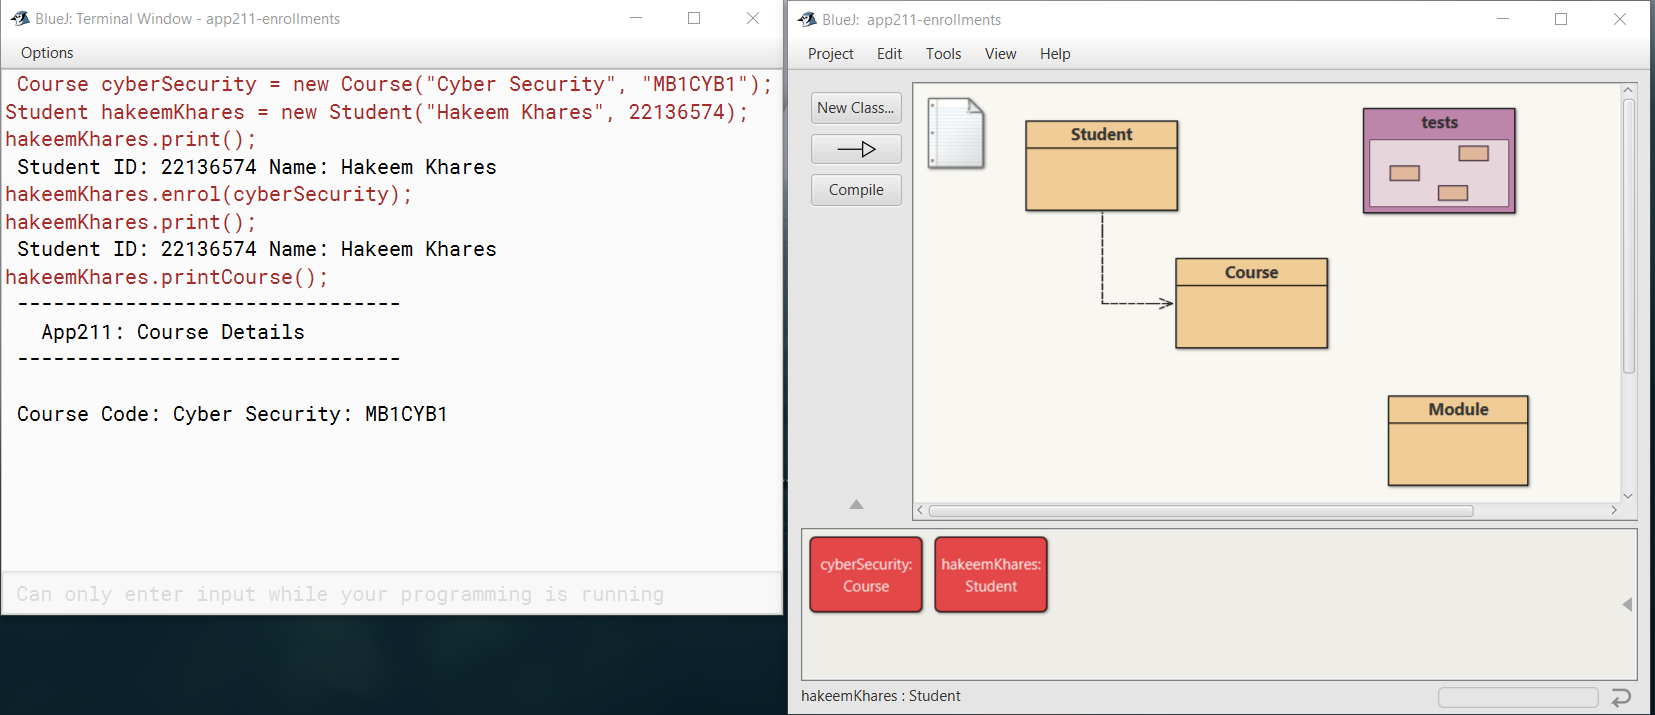 BlueJ: Terminal Window - app211-enrollments
Options
Course cyberSecurity = new Course("Cyber Security", "MB1CYB1");
Student hakeemKhares = new Student("Hakeem Khares", 22136574);
hakeemKhares.print();
Student ID: 22136574 Name: Hakeem Khares
hakeemKhares.enrol(cyberSecurity);
hakeemKhares.print();
Student ID: 22136574 Name: Hakeem Khares
hakeemKhares.printCourse();
--------------------------------
App211: Course Details
--------------------------------
Course Code: Cyber Security: MB1CYB1
Can only enter input while your programming is running
BlueJ: app211-enrollments
Project Edit Tools View Help
New Class...
Compile
Student
tests
Course
Module
cyberSecurity:
Course
hakeemKhares:
Student
hakeemKhares : Student